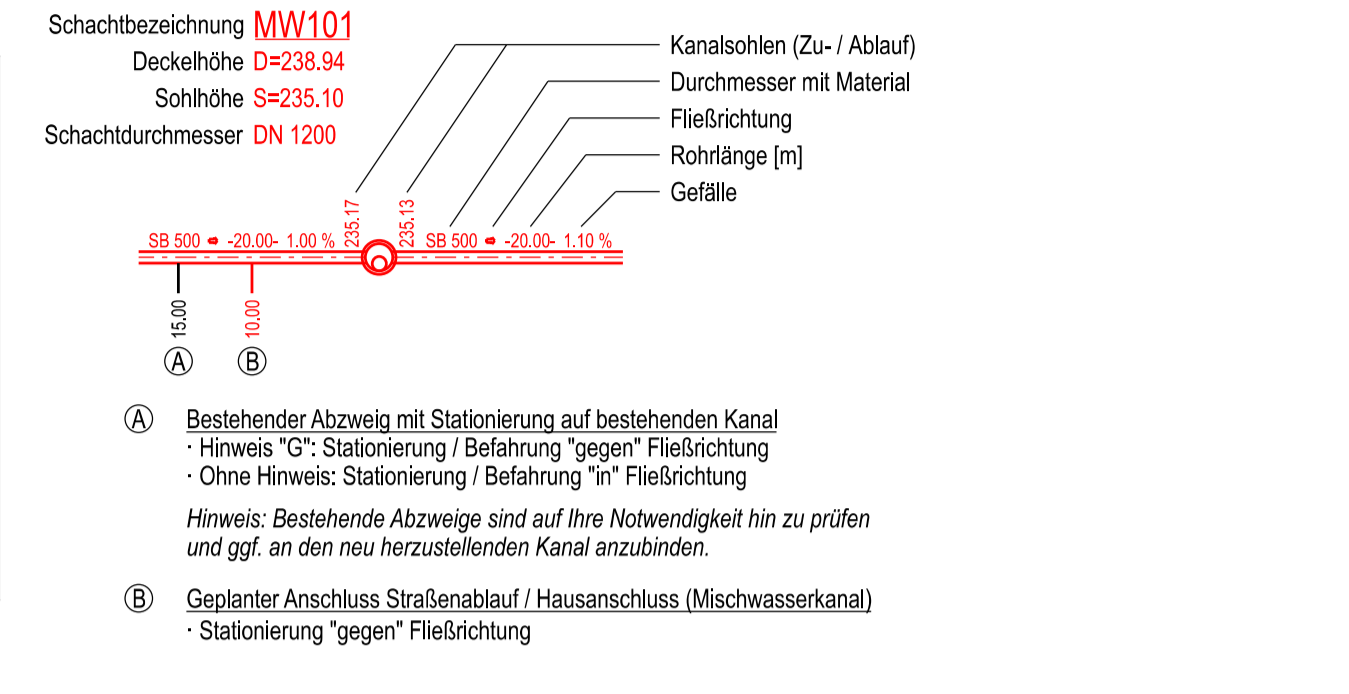 Schachtbezeichnung MW101
Deckelhöhe D=238.94
Sohlhöhe S=235.10
Schachtdurchmesser DN 1200
Kanalsohlen (Zu- / Ablauf)
Durchmesser mit Material
Fließrichtung
Rohrlänge [m]
Gefälle
235.17
235.13
SB 500 -20.00- 1.00 %
SB 500 -20.00- 1.10 %
15.00
10.00
A
B
A Bestehender Abzweig mit Stationierung auf bestehenden Kanal
· Hinweis "G": Stationierung / Befahrung "gegen" Fließrichtung
· Ohne Hinweis: Stationierung / Befahrung "in" Fließrichtung
Hinweis: Bestehende Abzweige sind auf Ihre Notwendigkeit hin zu prüfen
und ggf. an den neu herzustellenden Kanal anzubinden.
B Geplanter Anschluss Straßenablauf / Hausanschluss (Mischwasserkanal)
· Stationierung "gegen" Fließrichtung